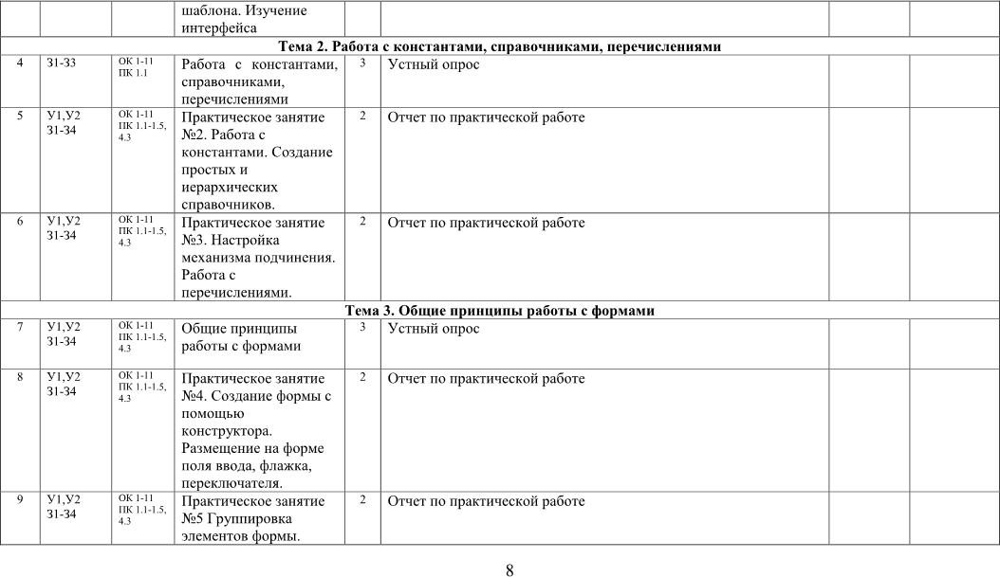 шаблона. Изучение
интерфейса
Тема 2. Работа с константами, справочниками, перечислениями
4 З1-З3 ОК 1-11 Работа с константами, 3 Устный опрос
ПК 1.1
справочниками,
перечислениями
5 У1,У2 ОК 1-11 Практическое занятие 2 Отчет по практической работе
З1-З4 ПК 1.1-1.5, №2. Работа с
4.3
константами. Создание
простых и
иерархических
справочников.
6 У1,У2 ОК 1-11 Практическое занятие 2 Отчет по практической работе
З1-З4 ПК 1.1-1.5, №3. Настройка
4.3
механизма подчинения.
Работа с
перечислениями.
Тема 3. Общие принципы работы с формами
7 У1,У2 ОК 1-11 Общие принципы 3 Устный опрос
З1-З4 ПК 1.1-1.5, работы с формами
4.3
8 У1,У2 ОК 1-11 Практическое занятие 2 Отчет по практической работе
З1-З4 ПК 1.1-1.5, №4. Создание формы с
4.3
помощью
конструктора.
Размещение на форме
поля ввода, флажка,
переключателя.
9 У1,У2 ОК 1-11 Практическое занятие 2 Отчет по практической работе
З1-З4 ПК 1.1-1.5, №5 Группировка
4.3
элементов формы.
8